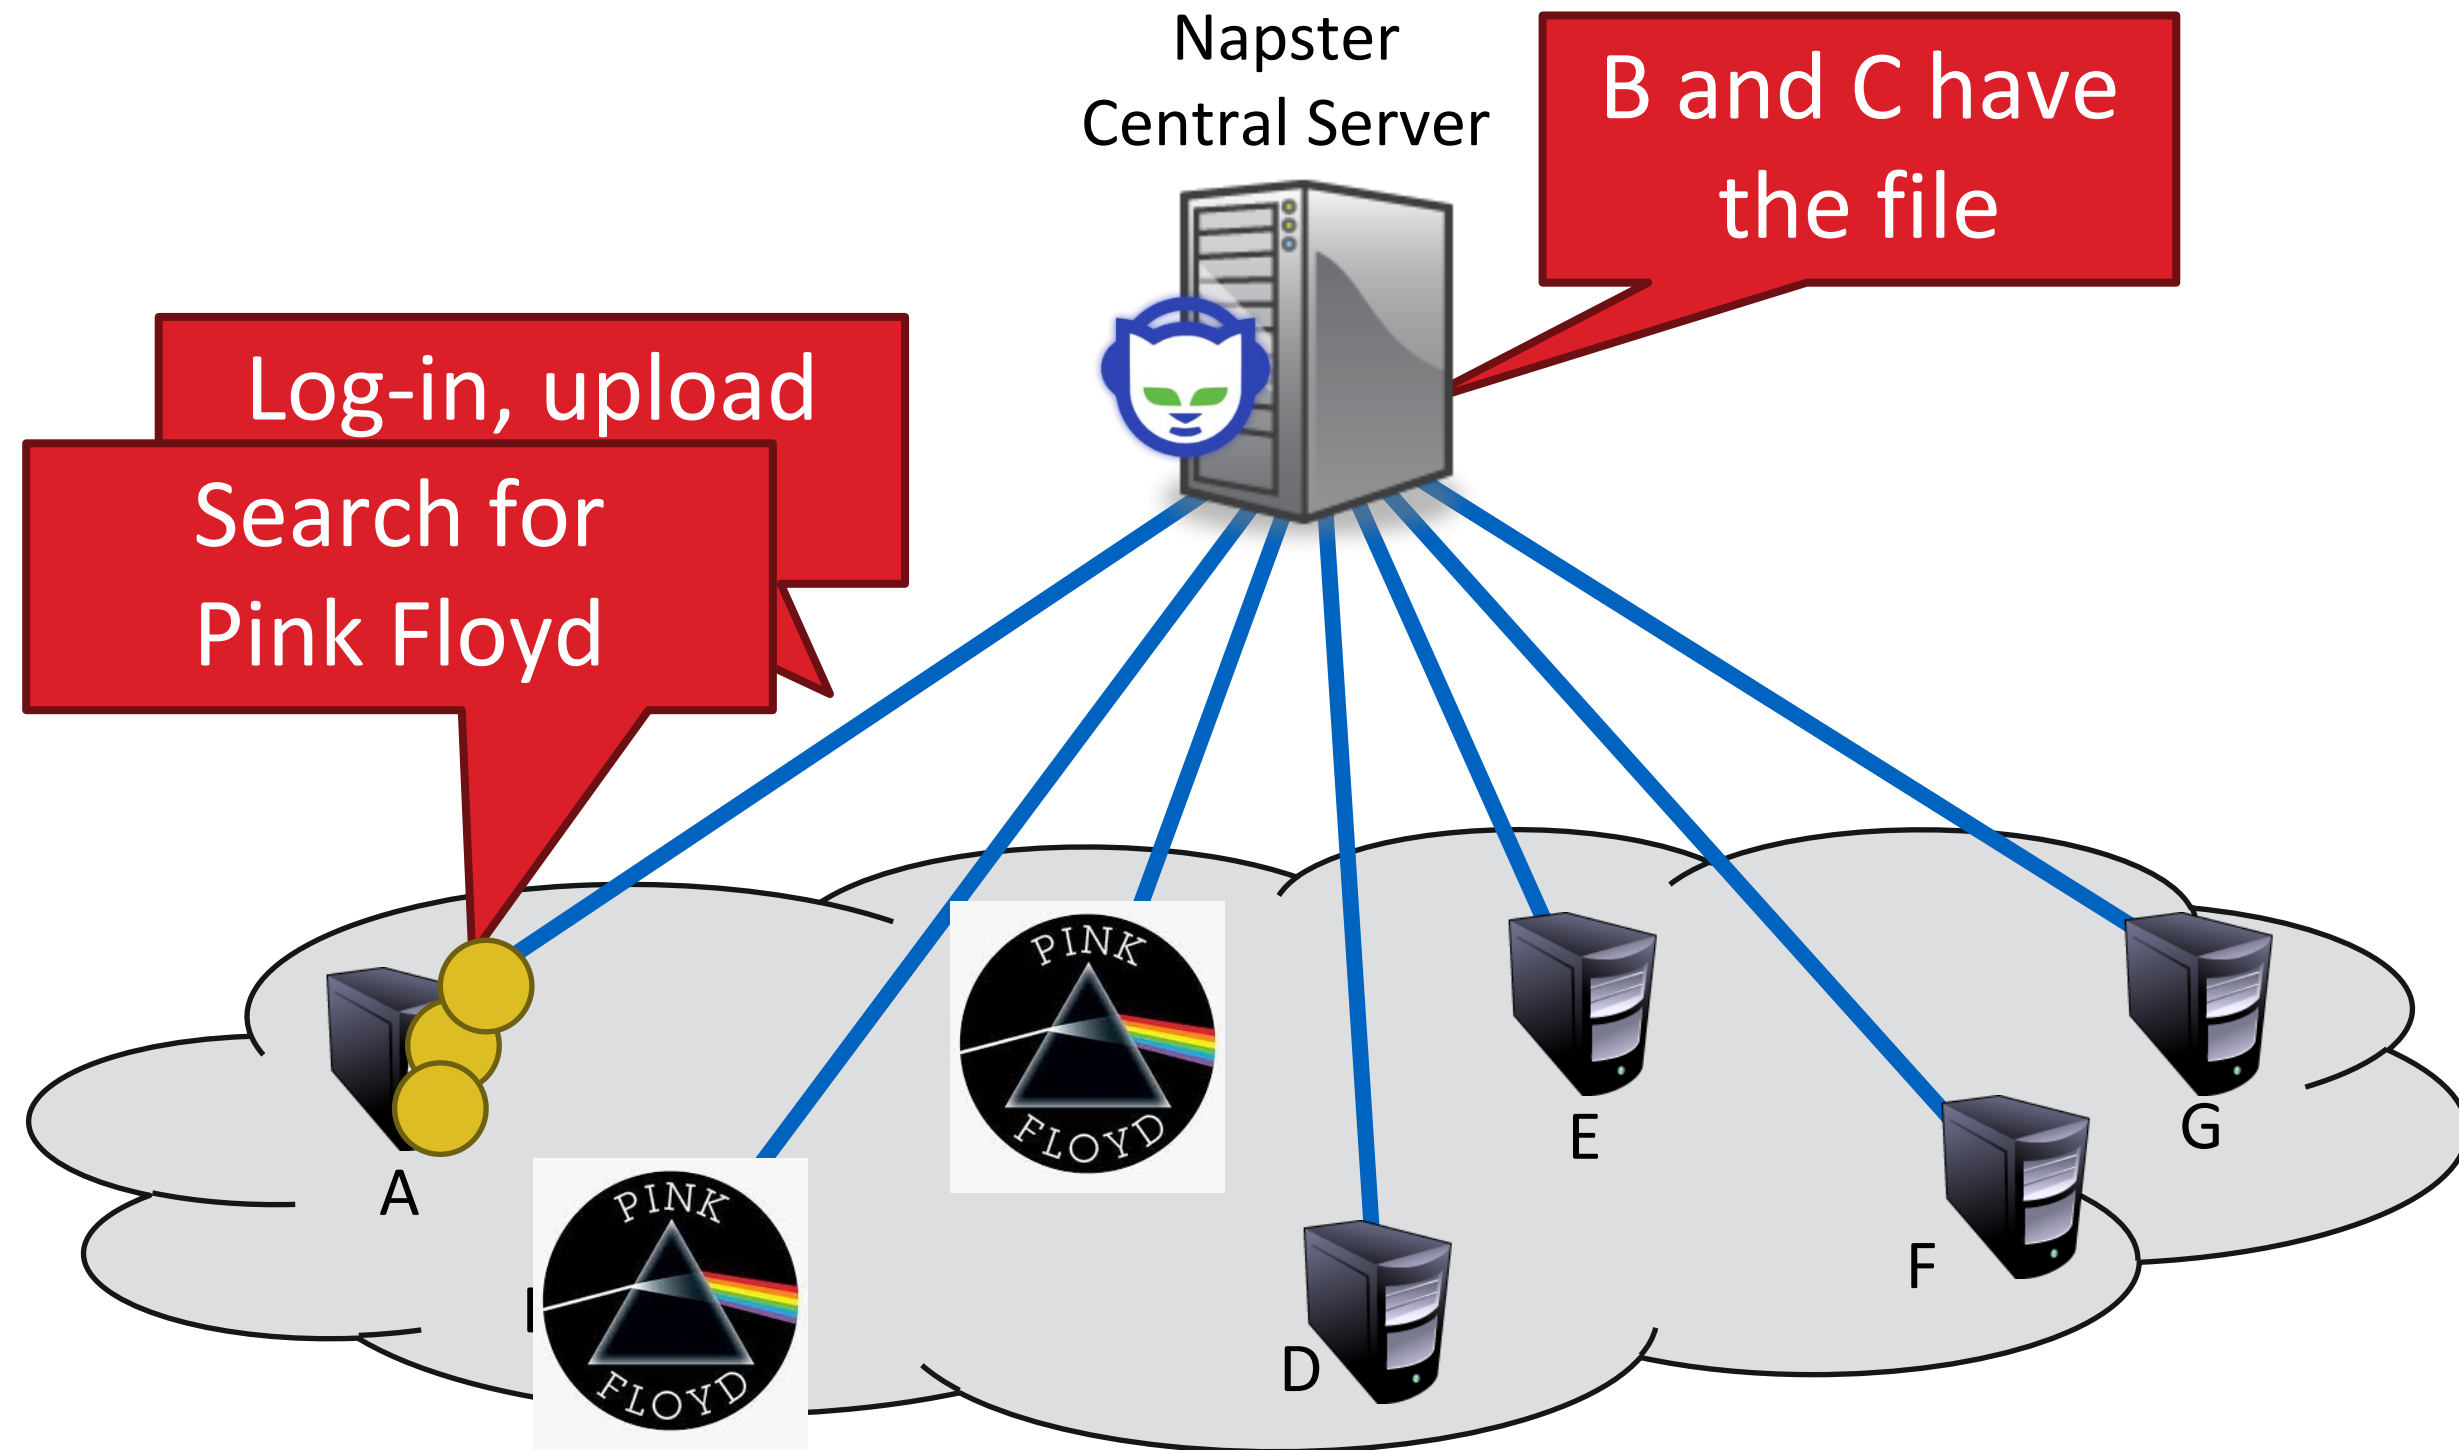 Napster
Central Server
B and C have
the file
Log-in, upload
Search for
Pink Floyd
PINK
FLOYD
PINK
FLOYD
A
E
G
F
D